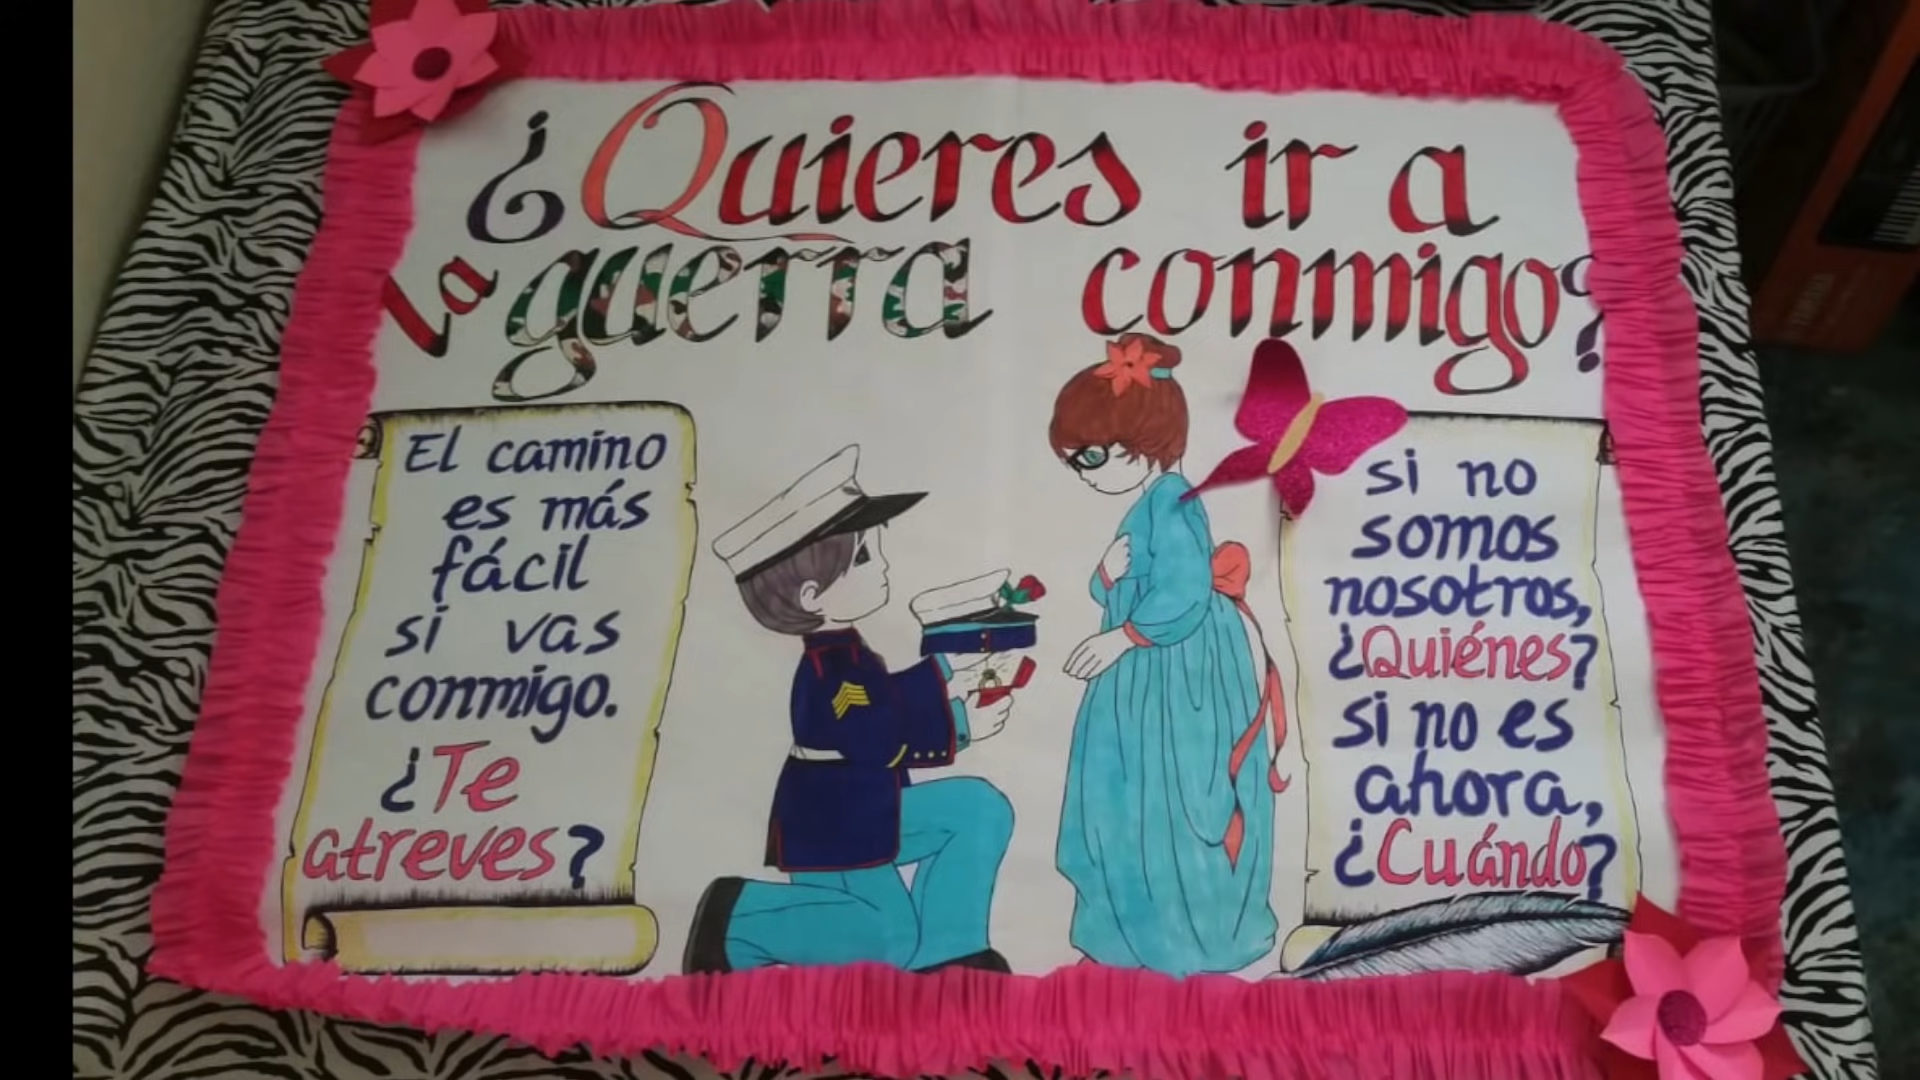 ¿Quieres ir a
la guerra conmigo?
El camino
es más
fácil
si vas
conmigo.
¿Te
atreves?
si no
somos
nosotros,
¿Quiénes?
si no es
ahora,
¿Cuándo?